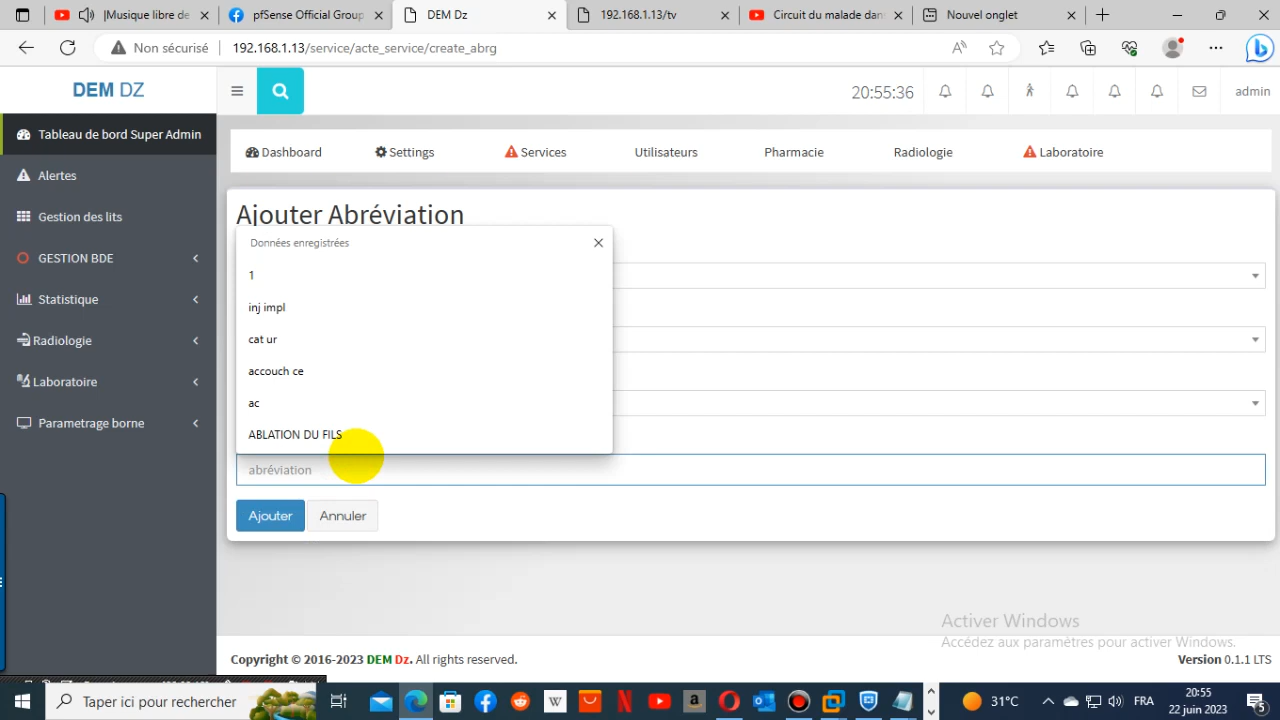 |Musique libre de
pfSense Official Group
DEM Dz
192.168.1.13/tv
Circuit du malade dans
Nouvel onglet
Non sécurisé
192.168.1.13/service/acte_service/create_abrg
DEM DZ
20:55:36
admin
Tableau de bord Super Admin
Dashboard
Settings
Services
Utilisateurs
Pharmacie
Radiologie
Laboratoire
Alertes
Gestion des lits
GESTION BDE
Statistique
Radiologie
Laboratoire
Parametrage borne
Ajouter Abréviation
Données enregistrées
1
inj impl
cat ur
accouch ce
ac
ABLATION DU FILS
abréviation
Ajouter
Annuler
Activer Windows
Accédez aux paramètres pour activer Windows.
Copyright © 2016-2023 DEM Dz. All rights reserved.
Version 0.1.1 LTS
Taper ici pour rechercher
31°C
FRA
20:55
22 juin 2023
5